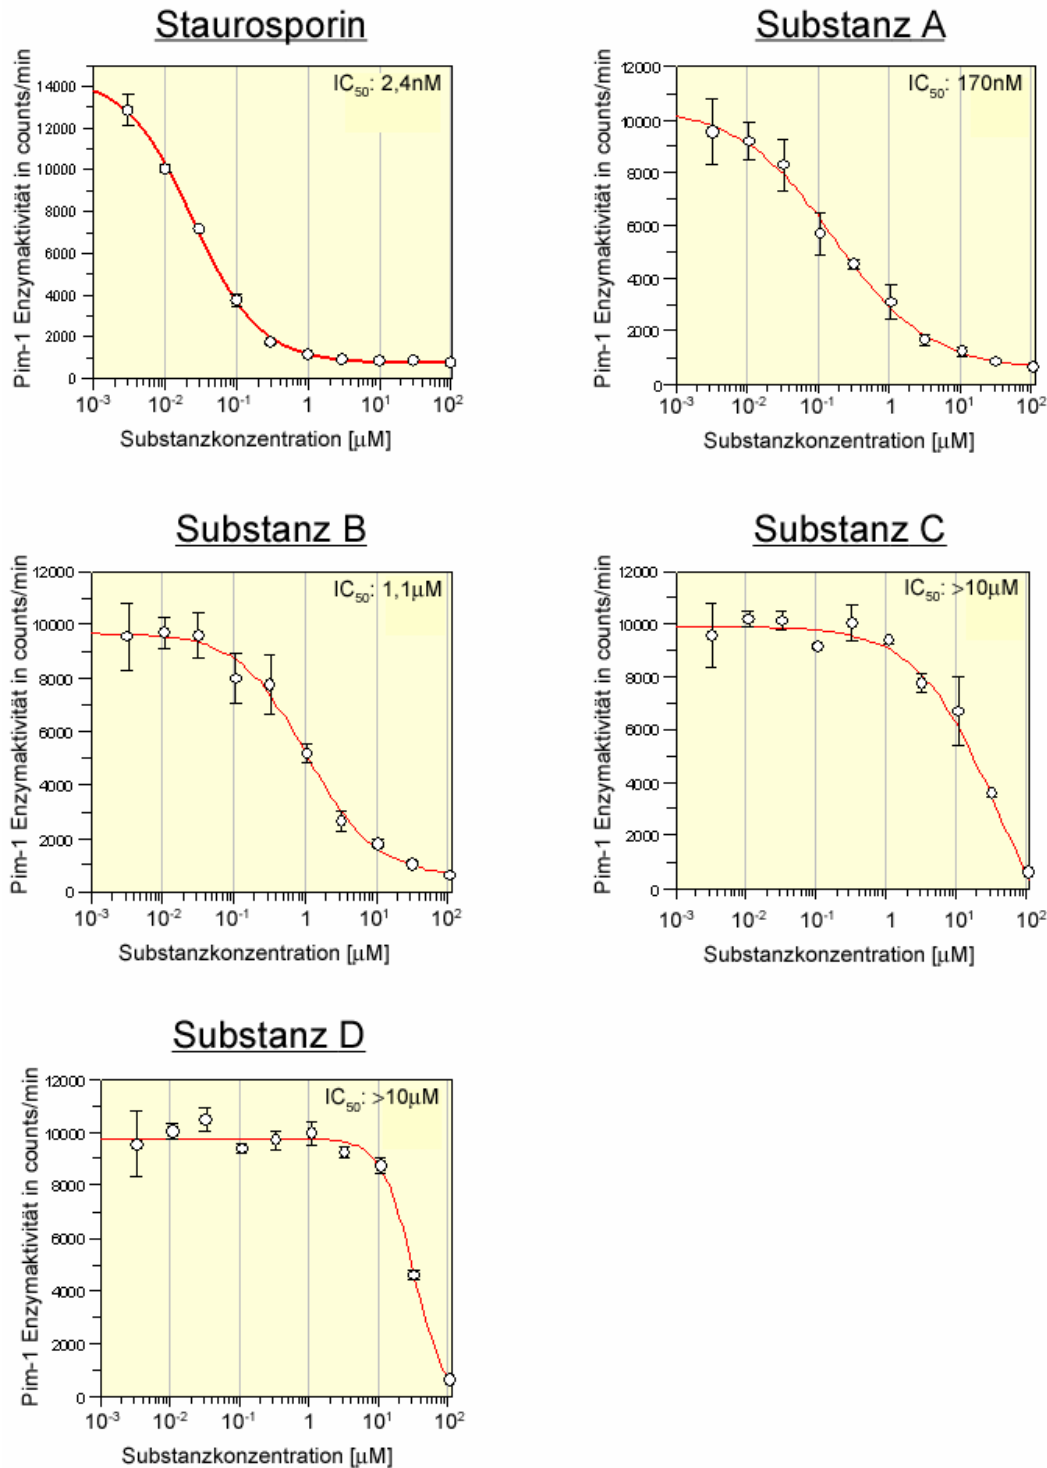 Staurosporin
IC50: 2,4nM
Pim-1 Enzymaktivität in counts/min
14000
12000
10000
8000
6000
4000
2000
0
10-3 10-2 10-1 1 101 102
Substanzkonzentration [µM]
Substanz A
IC50: 170nM
Pim-1 Enzymaktivität in counts/min
12000
10000
8000
6000
4000
2000
0
10-3 10-2 10-1 1 101 102
Substanzkonzentration [µM]
Substanz B
IC50: 1,1µM
Pim-1 Enzymaktivität in counts/min
12000
10000
8000
6000
4000
2000
0
10-3 10-2 10-1 1 101 102
Substanzkonzentration [µM]
Substanz C
IC50: >10µM
Pim-1 Enzymaktivität in counts/min
12000
10000
8000
6000
4000
2000
0
10-3 10-2 10-1 1 101 102
Substanzkonzentration [µM]
Substanz D
IC50: >10µM
Pim-1 Enzymaktivität in counts/min
12000
10000
8000
6000
4000
2000
0
10-3 10-2 10-1 1 101 102
Substanzkonzentration [µM]